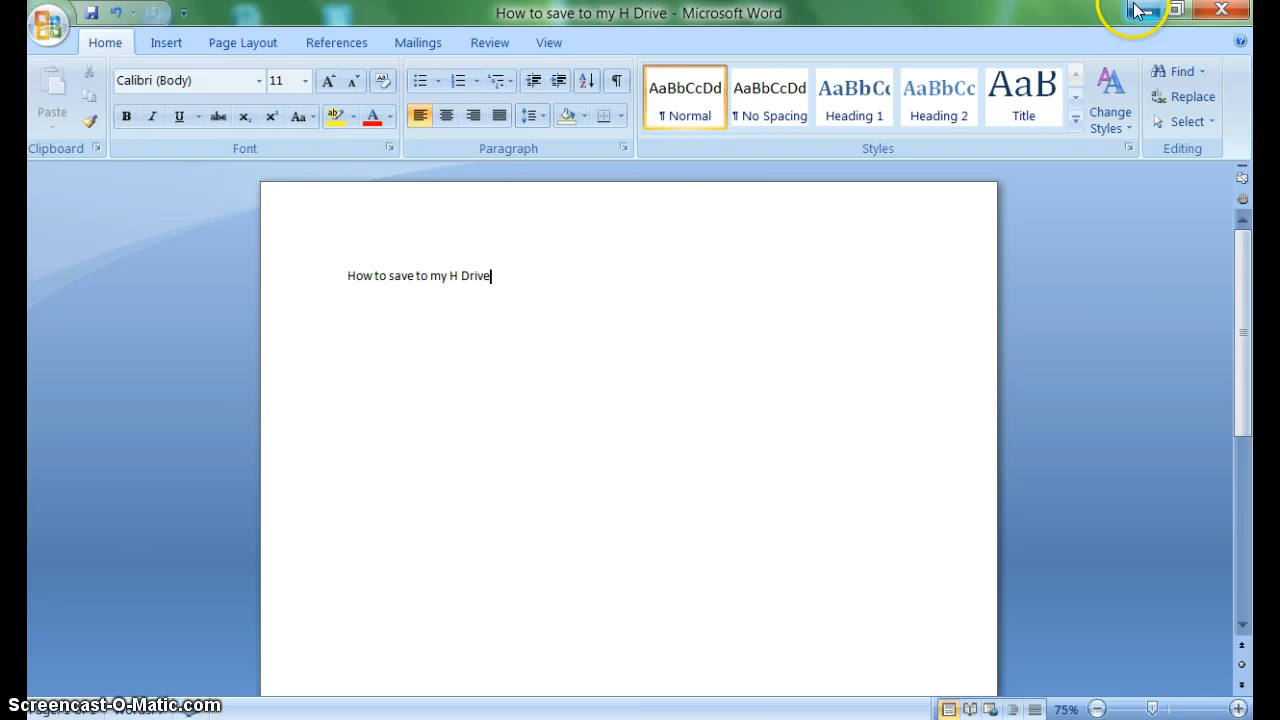 How to save to my H Drive - Microsoft Word
Home Insert Page Layout References Mailings Review View
Calibri (Body) 11
AaBbCcDd AaBbCcDd AaBbCc AaBbCc AaB
¶ Normal ¶ No Spacing Heading 1 Heading 2 Title
Paste
Change Styles
Find
Replace
Select
Clipboard Font Paragraph Styles Editing
How to save to my H Drive
Screencast-O-Matic.com
75%